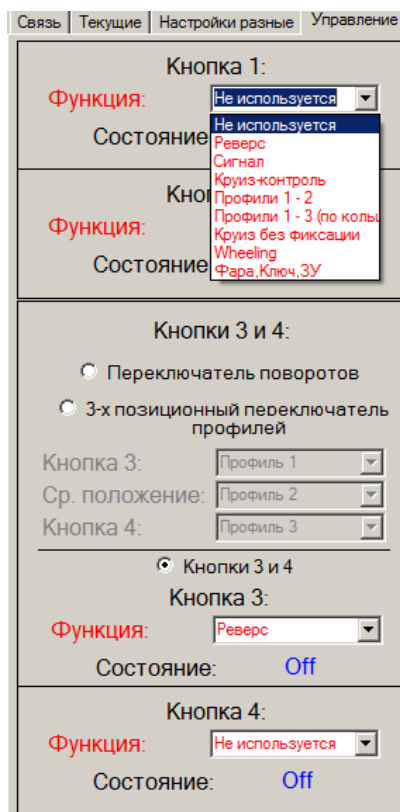 Связь Текущие Настройки разные Управление
Кнопка 1:
Функция: Не используется
Состояние
Не используется
Реверс
Сигнал
Круиз-контроль
Профили 1 - 2
Профили 1 - 3 (по коль
Круиз без фиксации
Wheeling
Фара,Ключ,ЗУ
Кно
Функция:
Состояние
Кнопки 3 и 4:
Переключатель поворотов
3-х позиционный переключатель
профилей
Кнопка 3: Профиль 1
Ср. положение: Профиль 2
Кнопка 4: Профиль 3
Кнопки 3 и 4
Кнопка 3:
Функция: Реверс
Состояние: Off
Кнопка 4:
Функция: Не используется
Состояние: Off